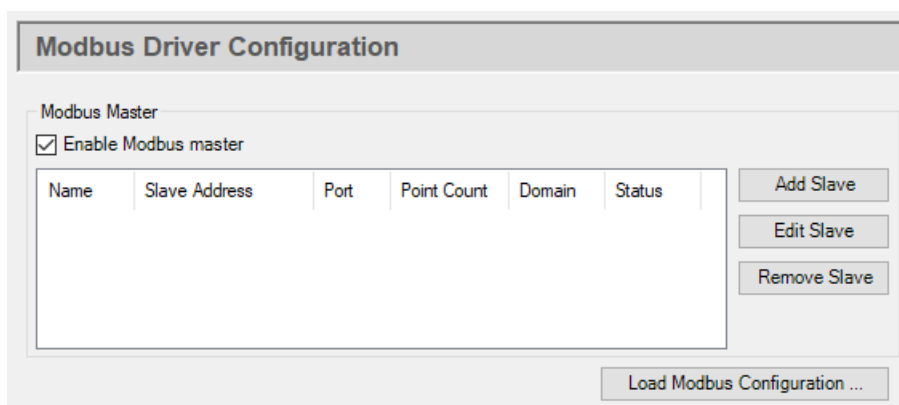 Modbus Driver Configuration
Modbus Master
Enable Modbus master
Name Slave Address Port Point Count Domain Status
Add Slave
Edit Slave
Remove Slave
Load Modbus Configuration ...